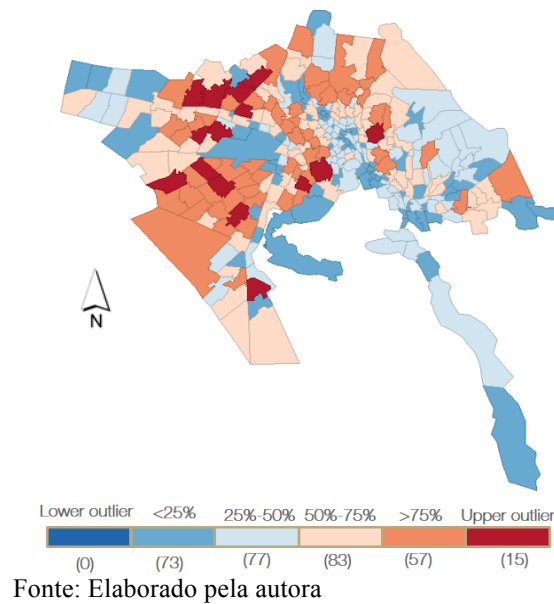 N
Lower outlier <25% 25%-50% 50%-75% >75% Upper outlier
(0) (73) (77) (83) (57) (15)
Fonte: Elaborado pela autora